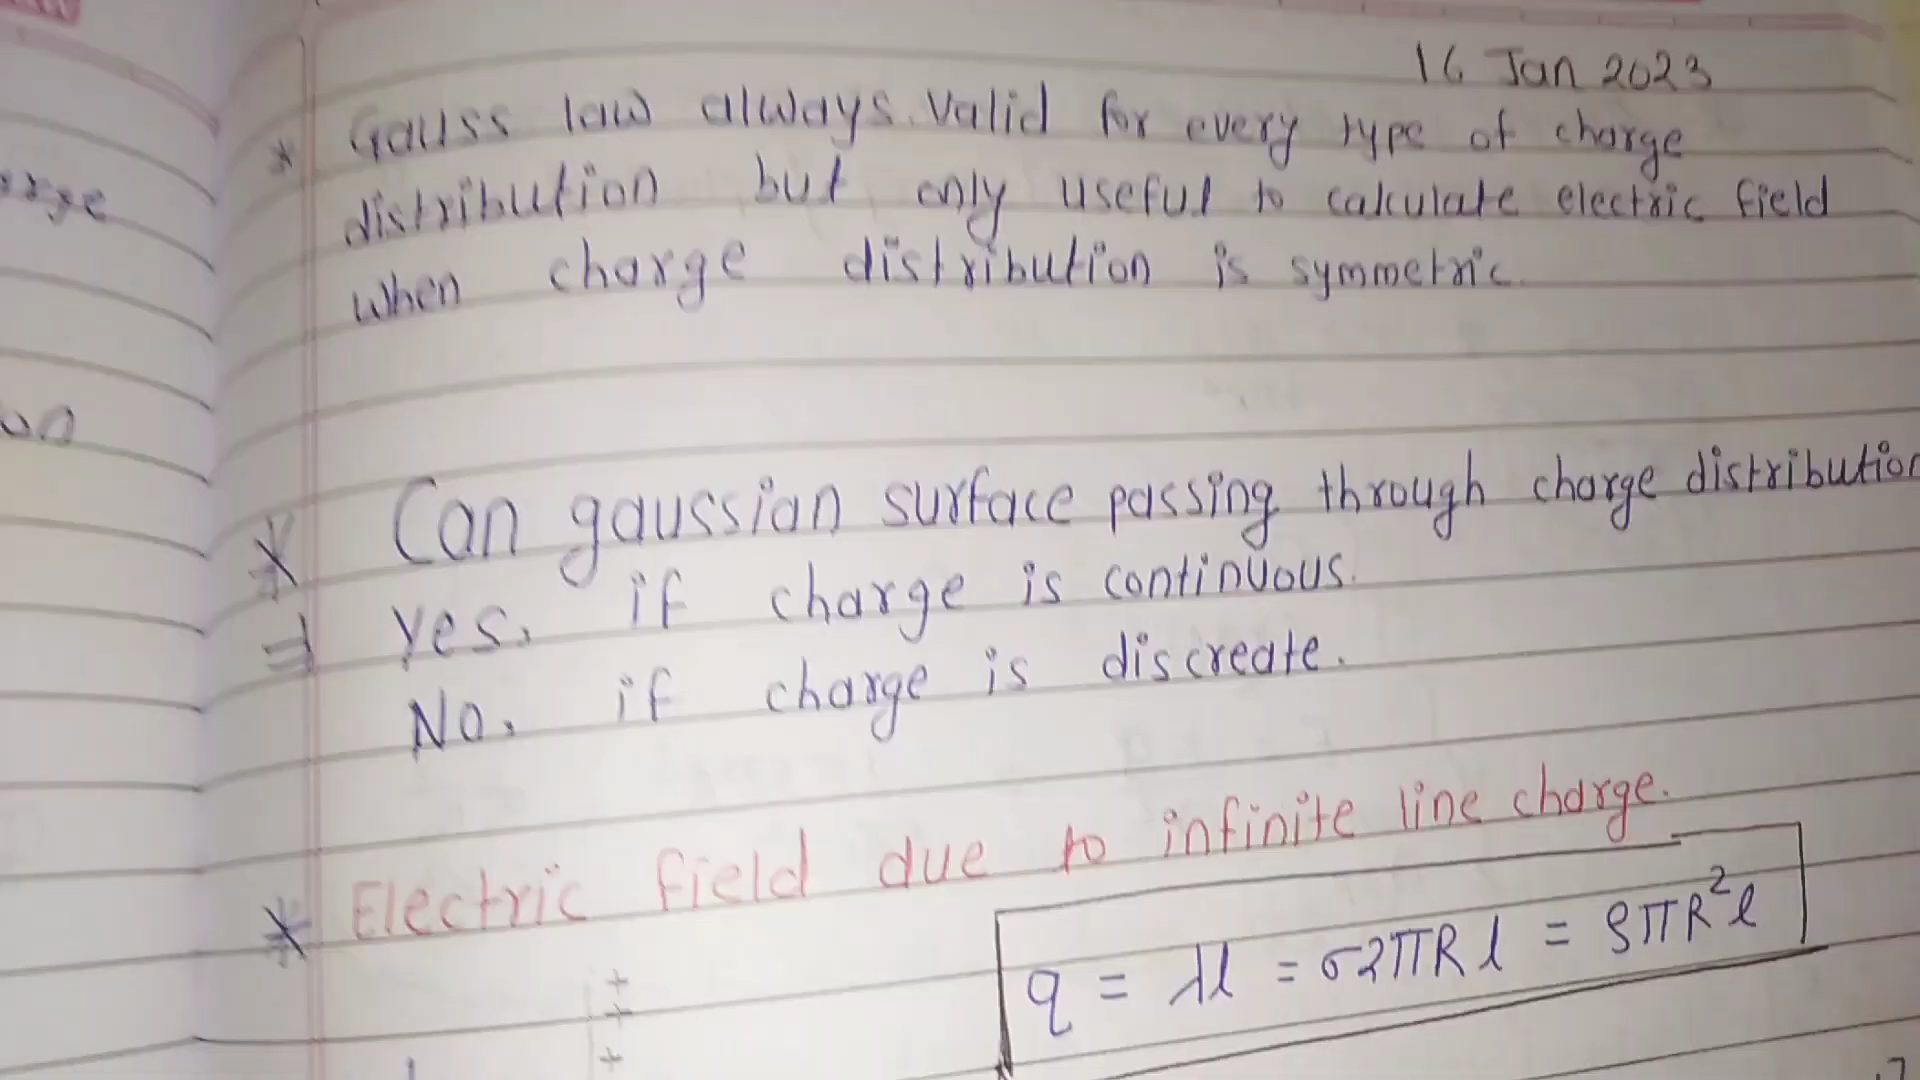 16 Jan 2023
* Gauss law always valid for every type of charge
distribution but only useful to calculate electric field
when charge distribution is symmetric.
* Can gaussian surface passing through charge distribution
⇒ Yes, if charge is continuous.
No, if charge is discreate.
* Electric field due to infinite line charge.
q = λl = σ2πRl = ρπR²l
+
+
+